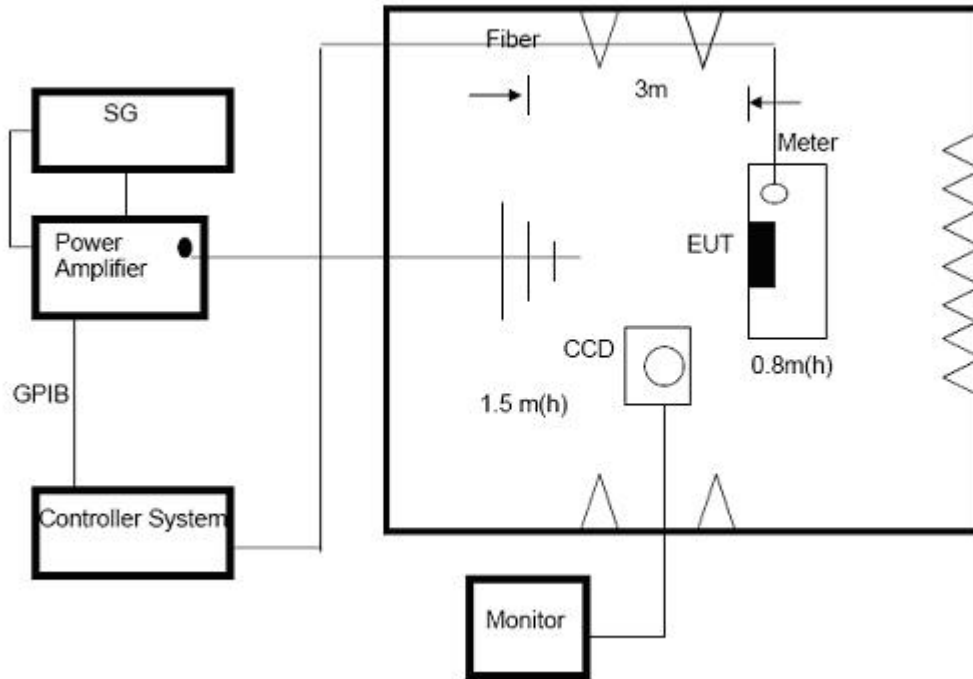 Fiber
3m
SG
Meter
Power
Amplifier
EUT
CCD
0.8m(h)
GPIB
1.5 m(h)
Controller System
Monitor